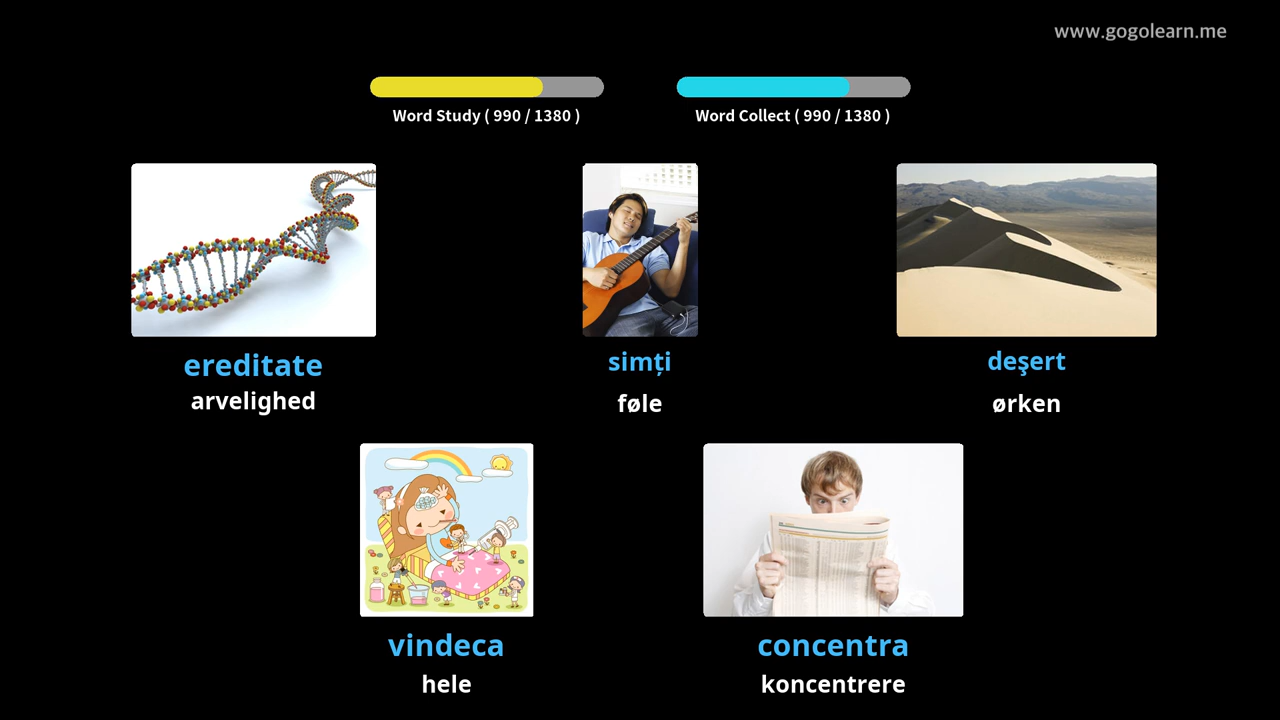 www.gogolearn.me
Word Study ( 990 / 1380 )
Word Collect ( 990 / 1380 )
ereditate
arvelighed
simți
føle
deşert
ørken
vindeca
hele
concentra
koncentrere